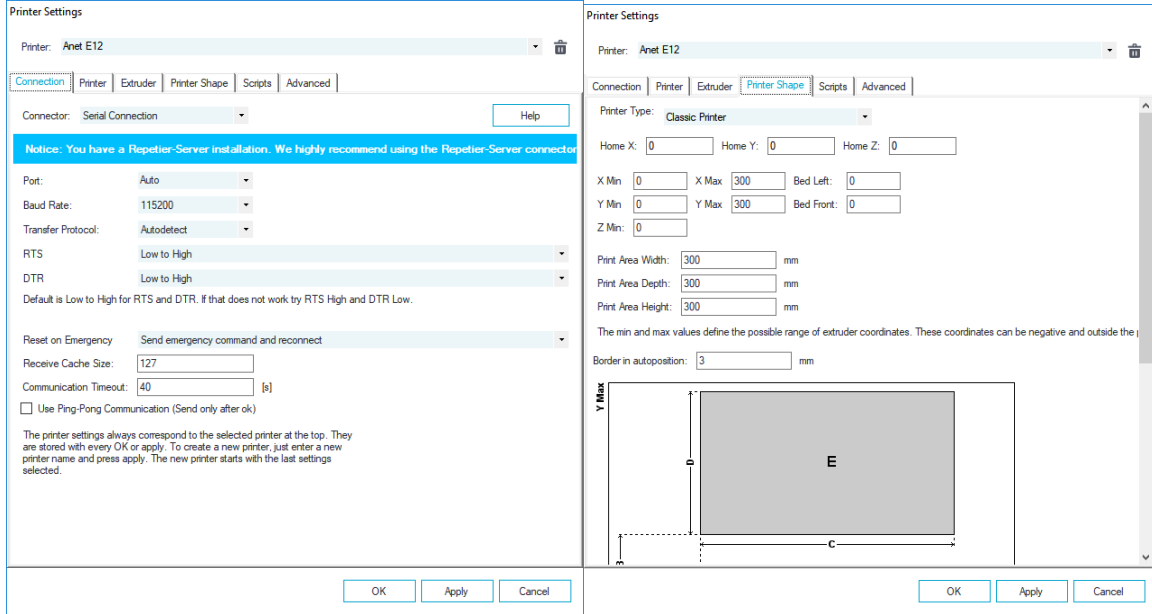 Printer Settings
Printer: Anet E12
Connection Printer Extruder Printer Shape Scripts Advanced
Connector: Serial Connection Help
Notice: You have a Repetier-Server installation. We highly recommend using the Repetier-Server connector
Port: Auto
Baud Rate: 115200
Transfer Protocol: Autodetect
RTS Low to High
DTR Low to High
Default is Low to High for RTS and DTR. If that does not work try RTS High and DTR Low.
Reset on Emergency Send emergency command and reconnect
Receive Cache Size: 127
Communication Timeout: 40 [s]
Use Ping-Pong Communication (Send only after ok)
The printer settings always correspond to the selected printer at the top. They
are stored with every OK or apply. To create a new printer, just enter a new
printer name and press apply. The new printer starts with the last settings
selected.
OK Apply Cancel
Printer Settings
Printer: Anet E12
Connection Printer Extruder Printer Shape Scripts Advanced
Printer Type: Classic Printer
Home X: 0 Home Y: 0 Home Z: 0
X Min 0 X Max 300 Bed Left: 0
Y Min 0 Y Max 300 Bed Front: 0
Z Min: 0
Print Area Width: 300 mm
Print Area Depth: 300 mm
Print Area Height: 300 mm
The min and max values define the possible range of extruder coordinates. These coordinates can be negative and outside the
Border in autoposition: 3 mm
Y Max
D
E
C
OK Apply Cancel